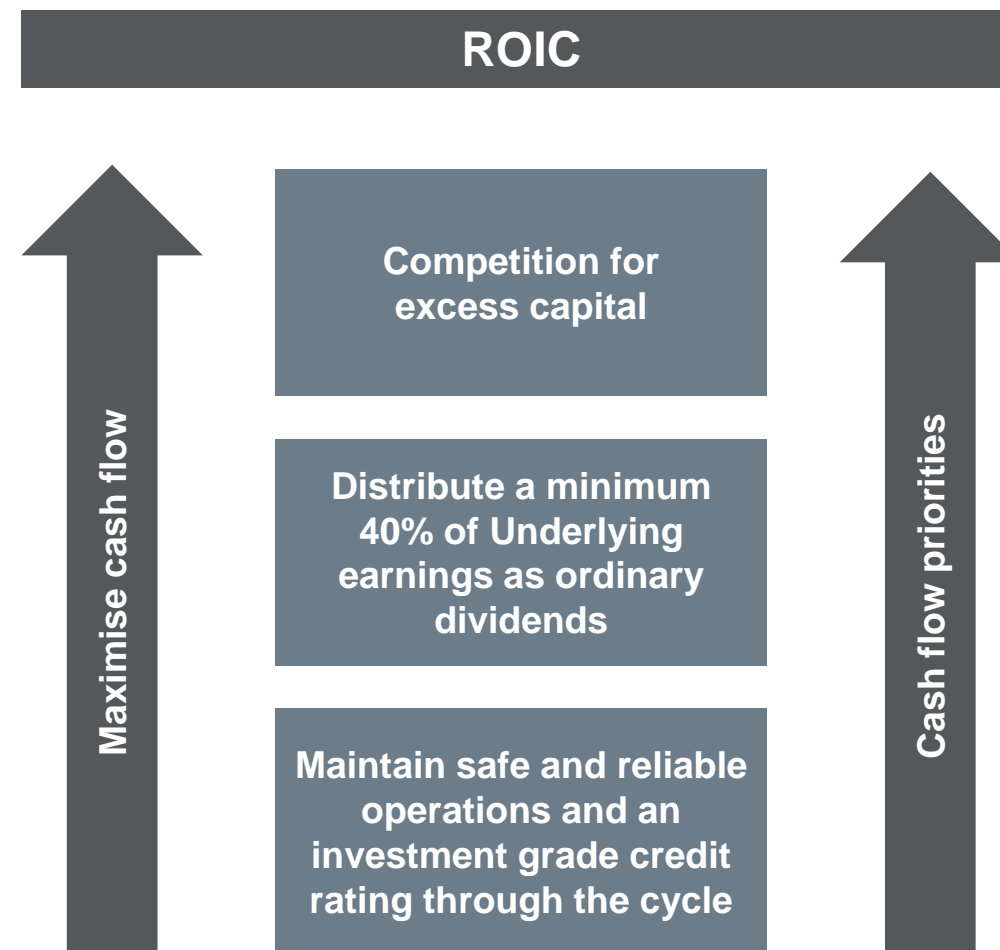 ROIC
Maximise cash flow
Competition for
excess capital
Distribute a minimum
40% of Underlying
earnings as ordinary
dividends
Maintain safe and reliable
operations and an
investment grade credit
rating through the cycle
Cash flow priorities